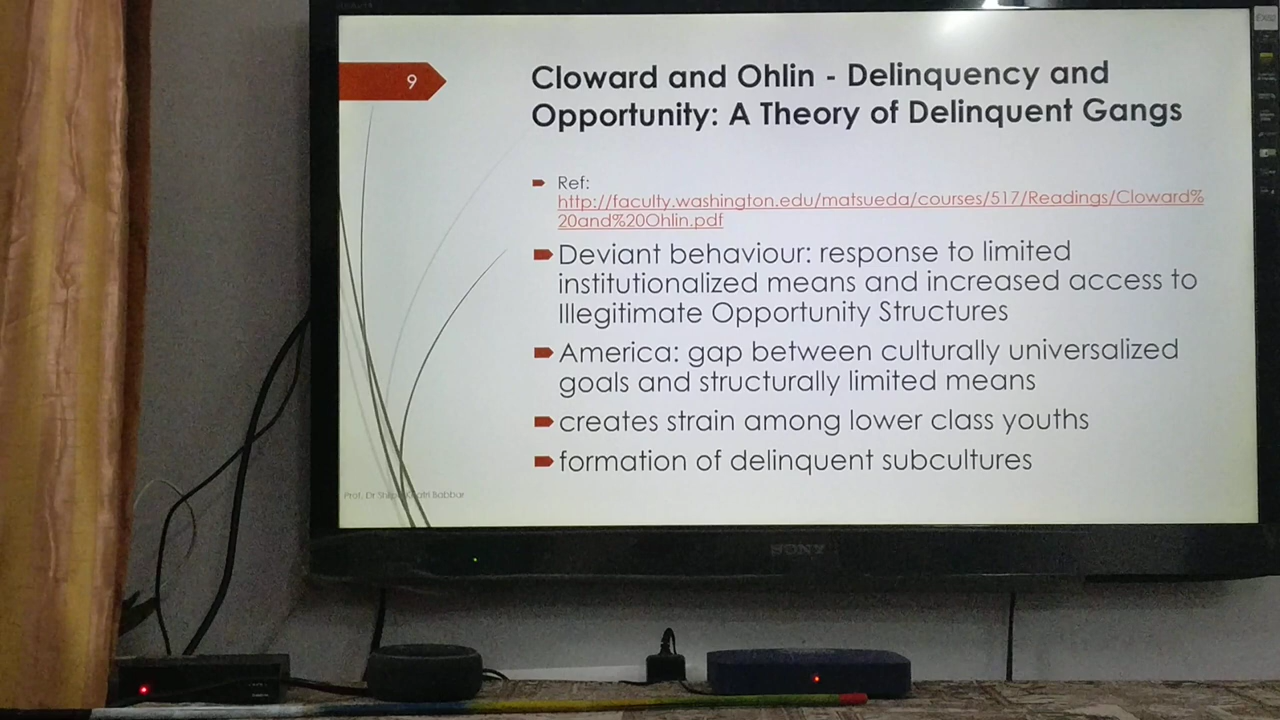 9
Cloward and Ohlin - Delinquency and
Opportunity: A Theory of Delinquent Gangs
Ref:
http://faculty.washington.edu/matsueda/courses/517/Readings/Cloward%
20and%20Ohlin.pdf
Deviant behaviour: response to limited
institutionalized means and increased access to
Illegitimate Opportunity Structures
America: gap between culturally universalized
goals and structurally limited means
creates strain among lower class youths
formation of delinquent subcultures
Prof. Dr Babbar
SONY